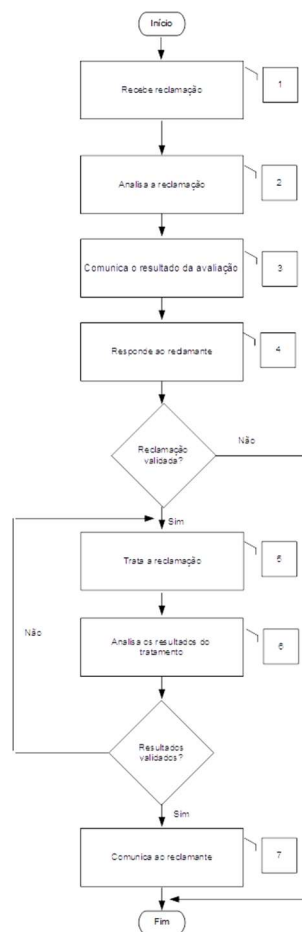 Início
Recebe reclamação
1
Analisa a reclamação
2
Comunica o resultado da avaliação
3
Responde ao reclamante
4
Reclamação
validada?
Não
Sim
Trata a reclamação
5
Não
Analisa os resultados do
tratamento
6
Resultados
validados?
Sim
Comunica ao reclamante
7
Fim